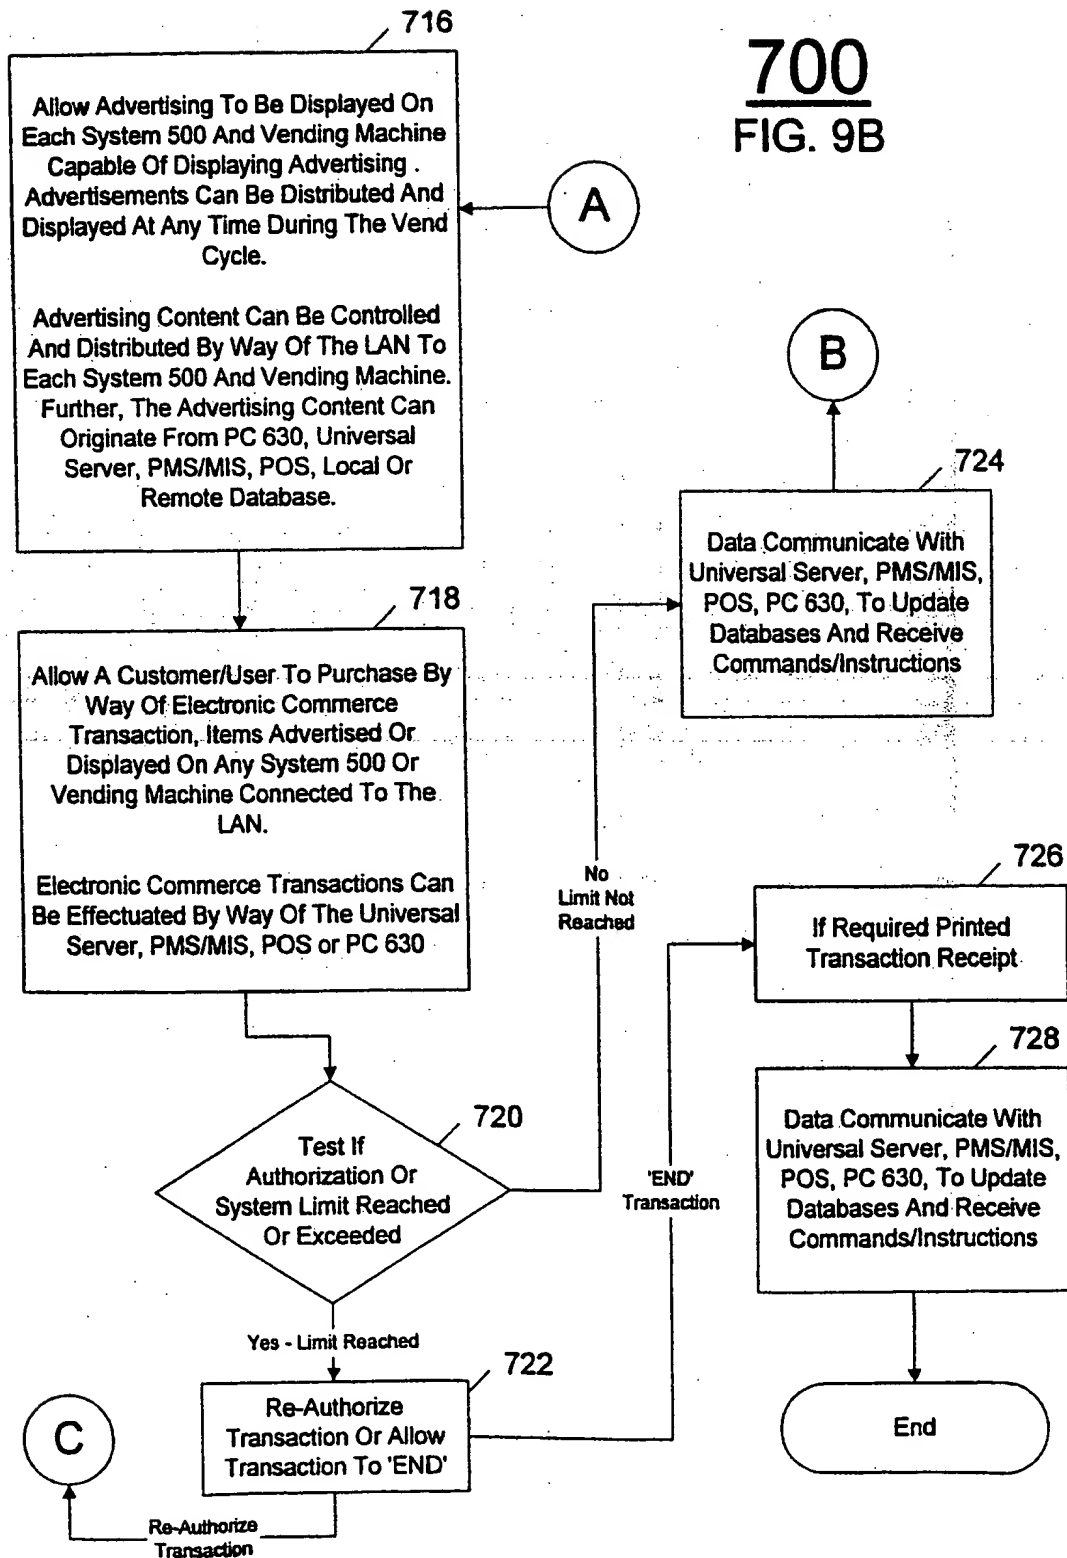 716
700
FIG. 9B
Allow Advertising To Be Displayed On
Each System 500 And Vending Machine
Capable Of Displaying Advertising .
Advertisements Can Be Distributed And
Displayed At Any Time During The Vend
Cycle.
Advertising Content Can Be Controlled
And Distributed By Way Of The LAN To
Each System 500 And Vending Machine.
Further, The Advertising Content Can
Originate From PC 630, Universal
Server, PMS/MIS, POS, Local Or
Remote Database.
A
B
718
Allow A Customer/User To Purchase By
Way Of Electronic Commerce
Transaction, Items Advertised Or
Displayed On Any System 500 Or
Vending Machine Connected To The
LAN.
Electronic Commerce Transactions Can
Be Effectuated By Way Of The Universal
Server, PMS/MIS, POS or PC 630
724
Data Communicate With
Universal Server, PMS/MIS,
POS, PC 630, To Update
Databases And Receive
Commands/Instructions
No
Limit Not
Reached
720
Test If
Authorization Or
System Limit Reached
Or Exceeded
Yes - Limit Reached
722
Re-Authorize
Transaction Or Allow
Transaction To 'END'
C
Re-Authorize
Transaction
'END'
Transaction
726
If Required Printed
Transaction Receipt
728
Data Communicate With
Universal Server, PMS/MIS,
POS, PC 630, To Update
Databases And Receive
Commands/Instructions
End